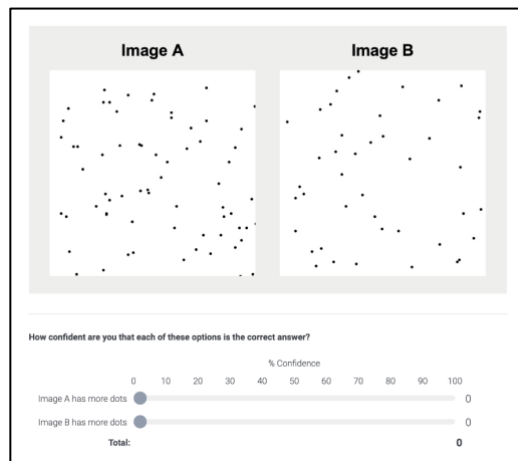 Image A Image B
How confident are you that each of these options is the correct answer?
% Confidence
0 10 20 30 40 50 60 70 80 90 100
Image A has more dots 0
Image B has more dots 0
Total: 0